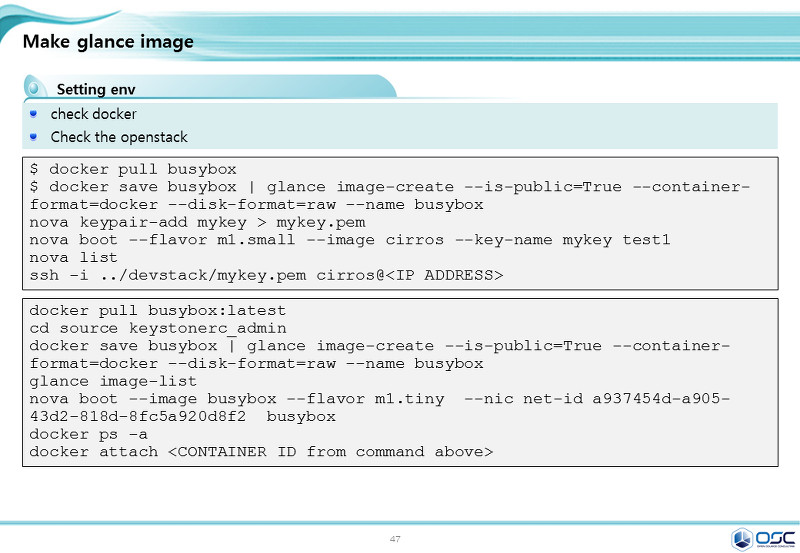 Make glance image
Setting env
check docker
Check the openstack
$ docker pull busybox
$ docker save busybox | glance image-create --is-public=True --container-
format=docker --disk-format=raw --name busybox
nova keypair-add mykey > mykey.pem
nova boot --flavor m1.small --image cirros --key-name mykey test1
nova list
ssh -i ../devstack/mykey.pem cirros@<IP ADDRESS>
docker pull busybox:latest
cd source keystonerc_admin
docker save busybox | glance image-create --is-public=True --container-
format=docker --disk-format=raw --name busybox
glance image-list
nova boot --image busybox --flavor m1.tiny  --nic net-id a937454d-a905-
43d2-818d-8fc5a920d8f2  busybox
docker ps -a
docker attach <CONTAINER ID from command above>
47
OSC